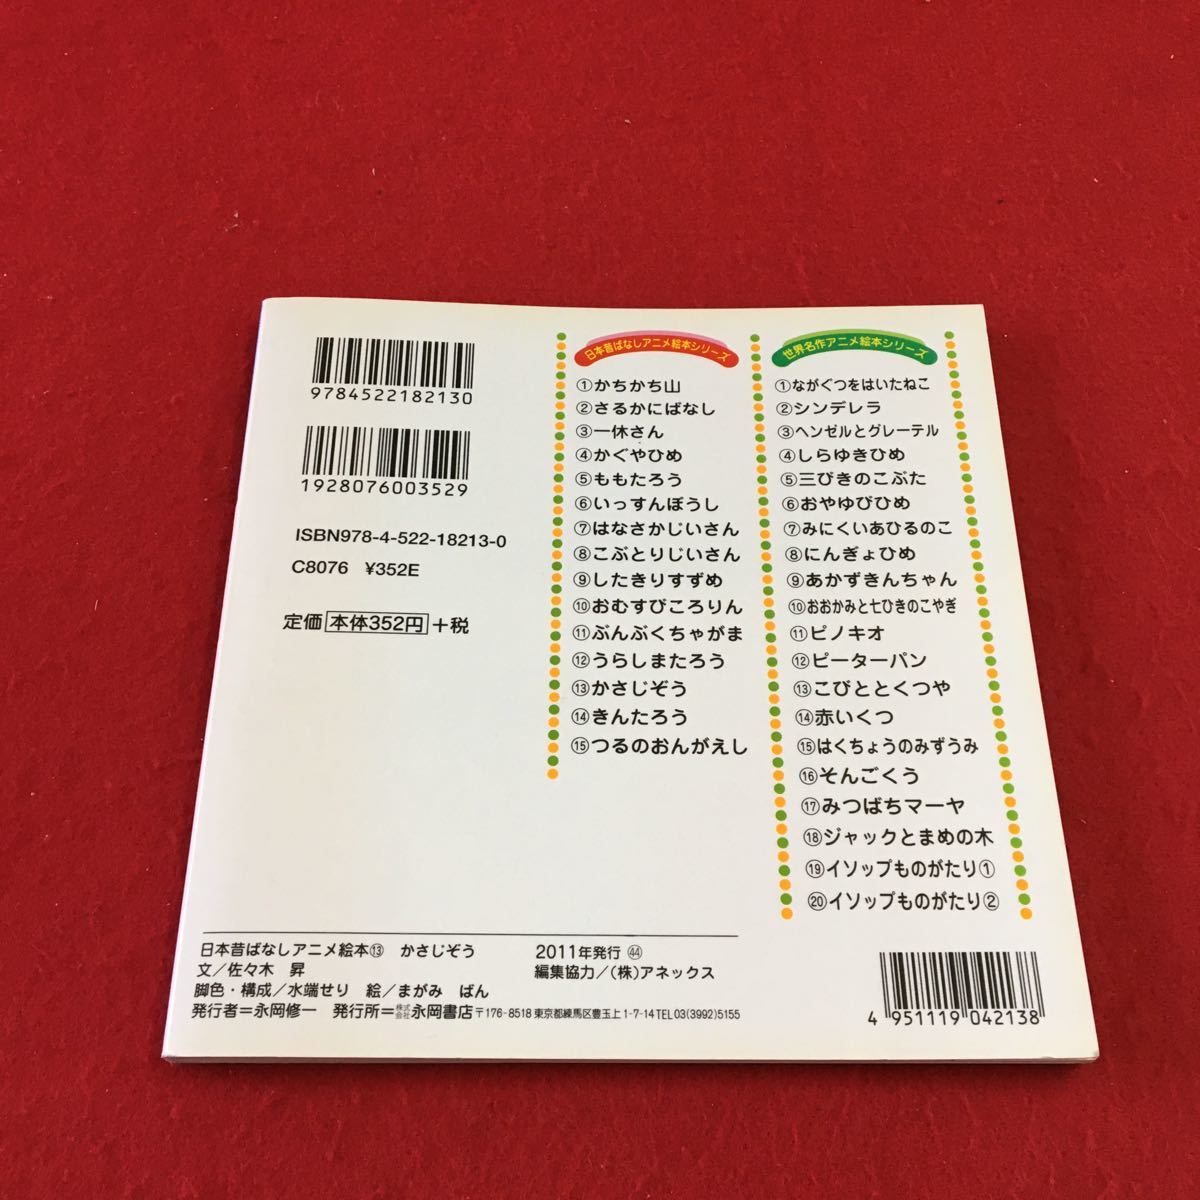 9784522182130
1928076003529
ISBN978-4-522-18213-0
C8076 ¥352E
定価 本体352円 +税
日本昔ばなしアニメ絵本シリーズ
①かちかち山
②さるかにばなし
③一休さん
④かぐやひめ
⑤ももたろう
⑥いっすんぼうし
⑦はなさかじいさん
⑧こぶとりじいさん
⑨したきりすずめ
⑩おむすびころりん
⑪ぶんぶくちゃがま
⑫うらしまたろう
⑬かさじぞう
⑭きんたろう
⑮つるのおんがえし
世界名作アニメ絵本シリーズ
①ながぐつをはいたねこ
②シンデレラ
③ヘンゼルとグレーテル
④しらゆきひめ
⑤三びきのこぶた
⑥おやゆびひめ
⑦みにくいあひるのこ
⑧にんぎょひめ
⑨あかずきんちゃん
⑩おおかみと七ひきのこやぎ
⑪ピノキオ
⑫ピーターパン
⑬こびととくつや
⑭赤いくつ
⑮はくちょうのみずうみ
⑯そんごくう
⑰みつばちマーヤ
⑱ジャックとまめの木
⑲イソップものがたり①
⑳イソップものがたり②
日本昔ばなしアニメ絵本⑬ かさじぞう 2011年発行 ㊹
文/佐々木 昇 編集協力/(株)アネックス
脚色・構成/水端せり 絵/まがみ ばん
発行者=永岡修一 発行所=株式会社永岡書店 〒176-8518 東京都練馬区豊玉上1-7-14 TEL 03(3992)5155
4 951119 042138